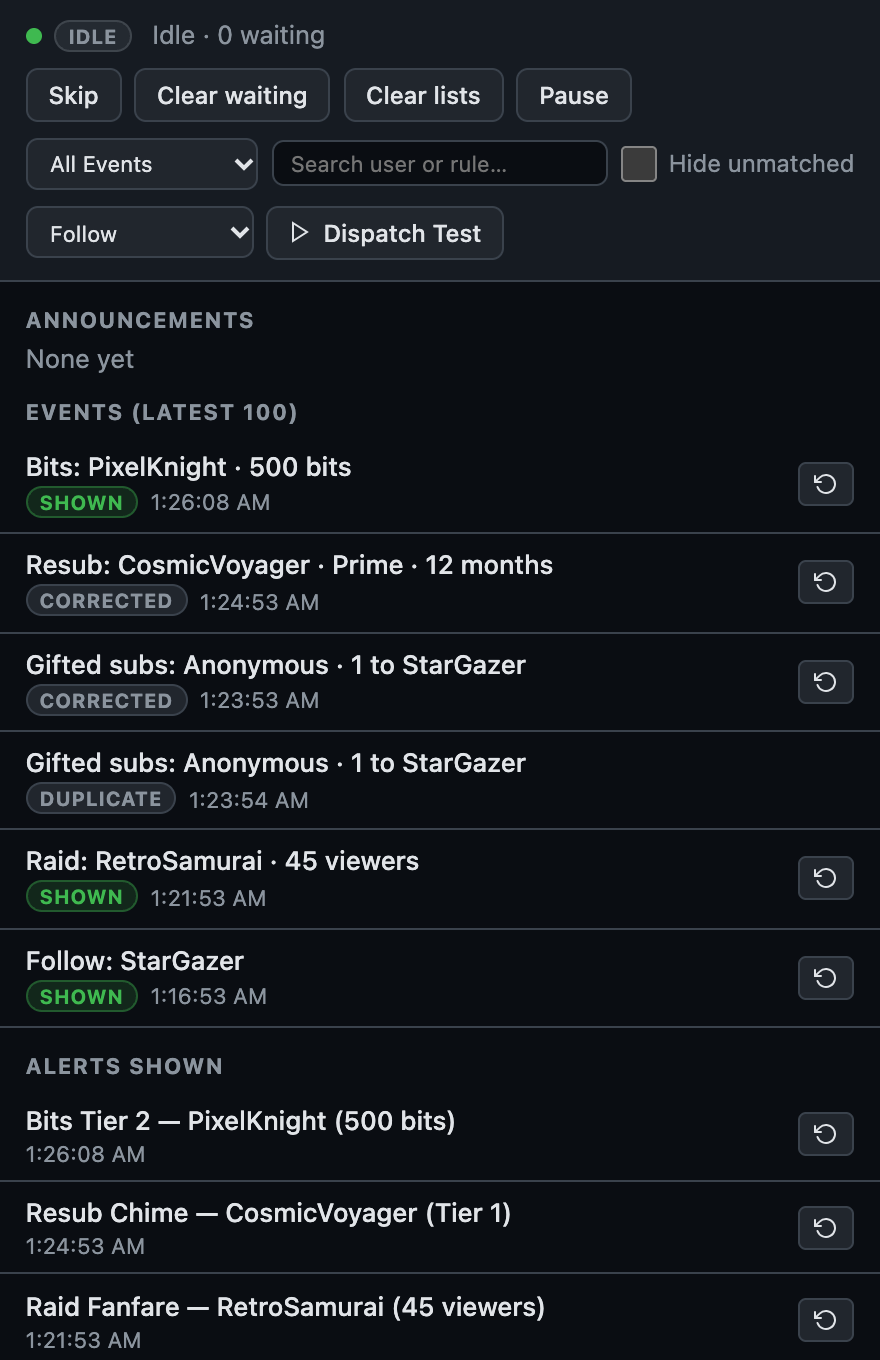 IDLE Idle · 0 waiting
Skip Clear waiting Clear lists Pause
All Events Search user or rule... Hide unmatched
Follow Dispatch Test
ANNOUNCEMENTS
None yet
EVENTS (LATEST 100)
Bits: PixelKnight · 500 bits
SHOWN 1:26:08 AM
Resub: CosmicVoyager · Prime · 12 months
CORRECTED 1:24:53 AM
Gifted subs: Anonymous · 1 to StarGazer
CORRECTED 1:23:53 AM
Gifted subs: Anonymous · 1 to StarGazer
DUPLICATE 1:23:54 AM
Raid: RetroSamurai · 45 viewers
SHOWN 1:21:53 AM
Follow: StarGazer
SHOWN 1:16:53 AM
ALERTS SHOWN
Bits Tier 2 — PixelKnight (500 bits)
1:26:08 AM
Resub Chime — CosmicVoyager (Tier 1)
1:24:53 AM
Raid Fanfare — RetroSamurai (45 viewers)
1:21:53 AM